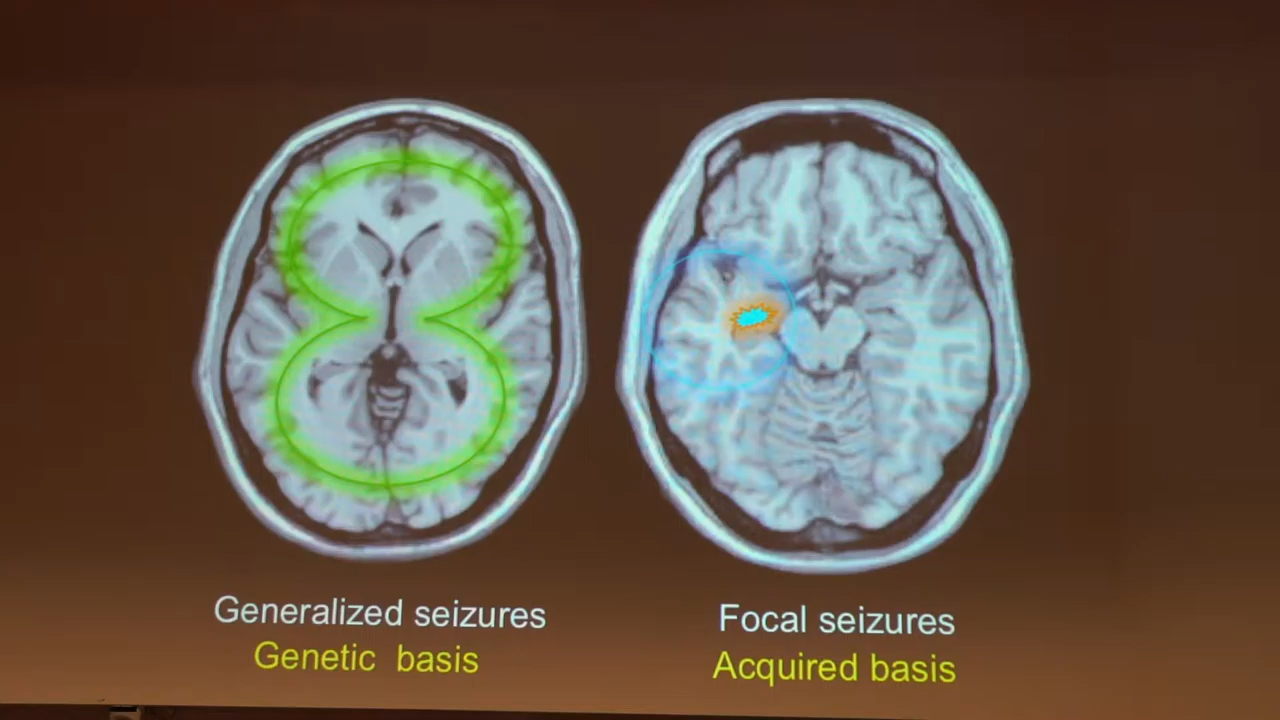 Generalized seizures
Genetic basis
Focal seizures
Acquired basis